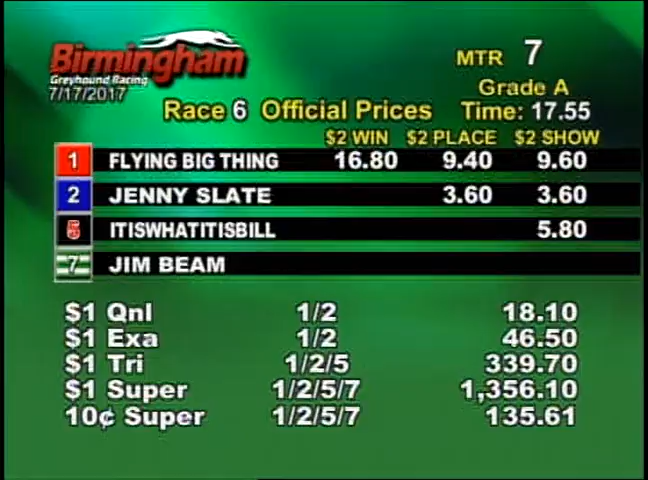 Birmingham
Greyhound Racing
7/17/2017
MTR 7
Grade A
Race 6 Official Prices Time: 17.55
$2 WIN $2 PLACE $2 SHOW
1 FLYING BIG THING 16.80 9.40 9.60
2 JENNY SLATE 3.60 3.60
5 ITISWHATITISBILL 5.80
7 JIM BEAM
$1 Qnl 1/2 18.10
$1 Exa 1/2 46.50
$1 Tri 1/2/5 339.70
$1 Super 1/2/5/7 1,356.10
10¢ Super 1/2/5/7 135.61